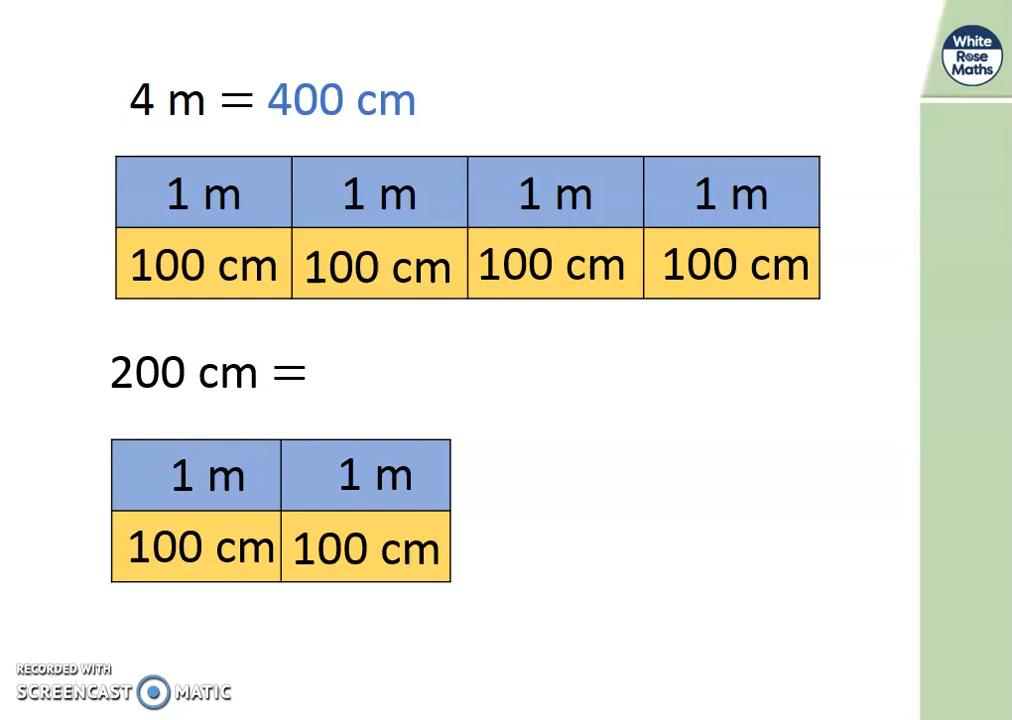 White
Rose
Maths
4 m = 400 cm
1 m 1 m 1 m 1 m
100 cm 100 cm 100 cm 100 cm
200 cm =
1 m 1 m
100 cm 100 cm
RECORDED WITH
SCREENCAST MATIC